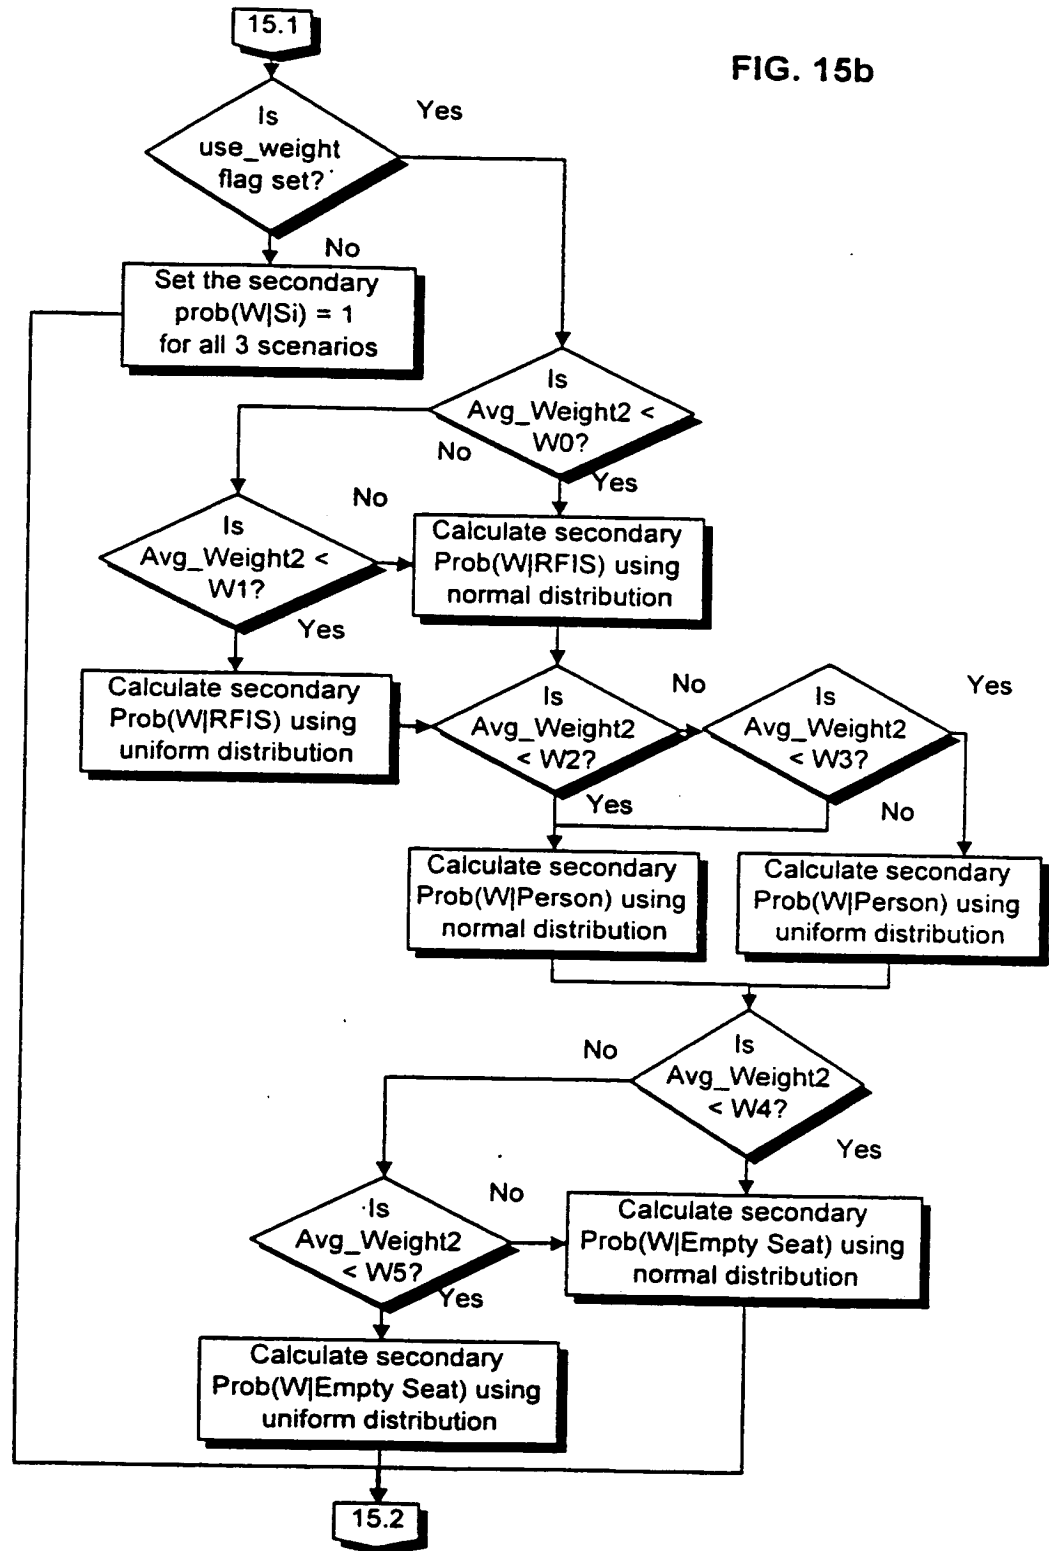 15.1
FIG. 15b
Is
use_weight
flag set?
Yes
No
Set the secondary
prob(W|Si) = 1
for all 3 scenarios
Is
Avg_Weight2 <
W0?
No
Yes
Is
Avg_Weight2 <
W1?
No
Yes
Calculate secondary
Prob(W|RFIS) using
normal distribution
Calculate secondary
Prob(W|RFIS) using
uniform distribution
Is
Avg_Weight2
< W2?
No
Yes
Is
Avg_Weight2
< W3?
Yes
No
Calculate secondary
Prob(W|Person) using
normal distribution
Calculate secondary
Prob(W|Person) using
uniform distribution
Is
Avg_Weight2
< W4?
No
Yes
Is
Avg_Weight2
< W5?
No
Yes
Calculate secondary
Prob(W|Empty Seat) using
normal distribution
Calculate secondary
Prob(W|Empty Seat) using
uniform distribution
15.2